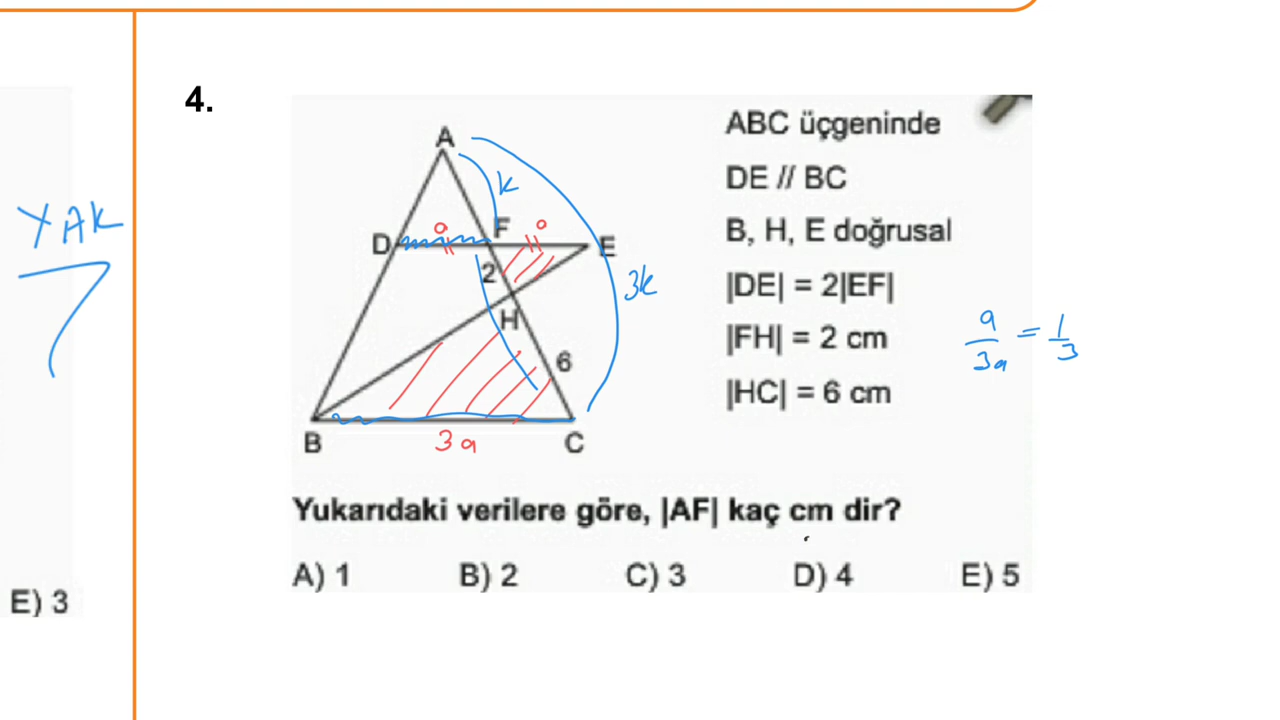 YAK
E) 3
4.
A
k
D
a
F
a
E
2
H
3k
6
B
3a
C
ABC üçgeninde
DE // BC
B, H, E doğrusal
|DE| = 2|EF|
|FH| = 2 cm
|HC| = 6 cm
a/3a = 1/3
Yukarıdaki verilere göre, |AF| kaç cm dir?
A) 1 B) 2 C) 3 D) 4 E) 5